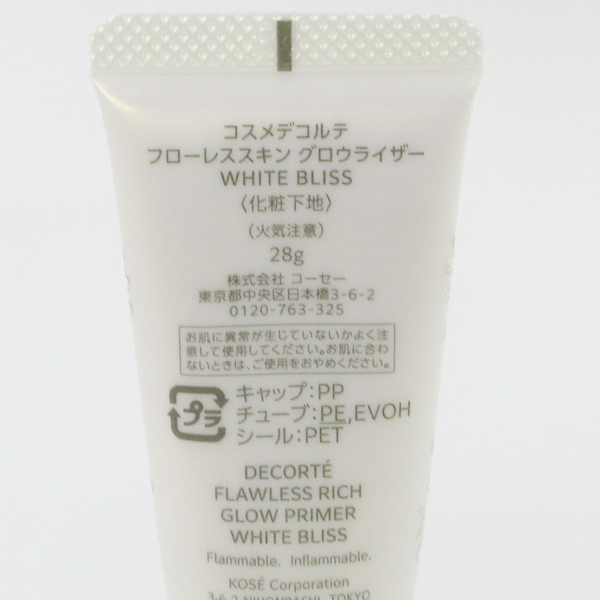 コスメデコルテ
フローレススキン グロウライザー
WHITE BLISS
〈化粧下地〉
(火気注意)
28g
株式会社 コーセー
東京都中央区日本橋3-6-2
0120-763-325
お肌に異常が生じていないかよく注
意して使用してください。お肌に合わ
ないときは、ご使用をおやめください。
プラ
キャップ:PP
チューブ:PE,EVOH
シール:PET
DECORTÉ
FLAWLESS RICH
GLOW PRIMER
WHITE BLISS
Flammable. Inflammable.
KOSÉ Corporation
3-6-2 NIHONBASHI, TOKYO